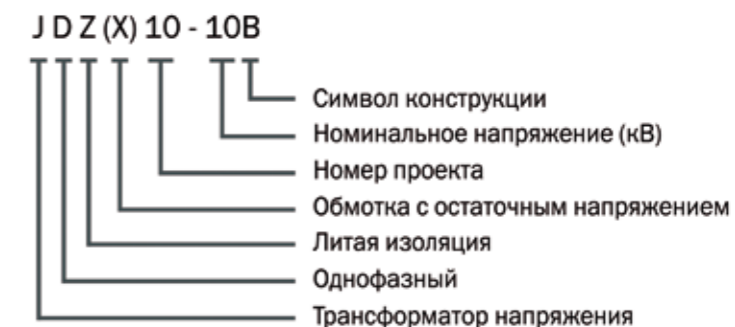 J D Z (X) 10 - 10B
Символ конструкции
Номинальное напряжение (кВ)
Номер проекта
Обмотка с остаточным напряжением
Литая изоляция
Однофазный
Трансформатор напряжения